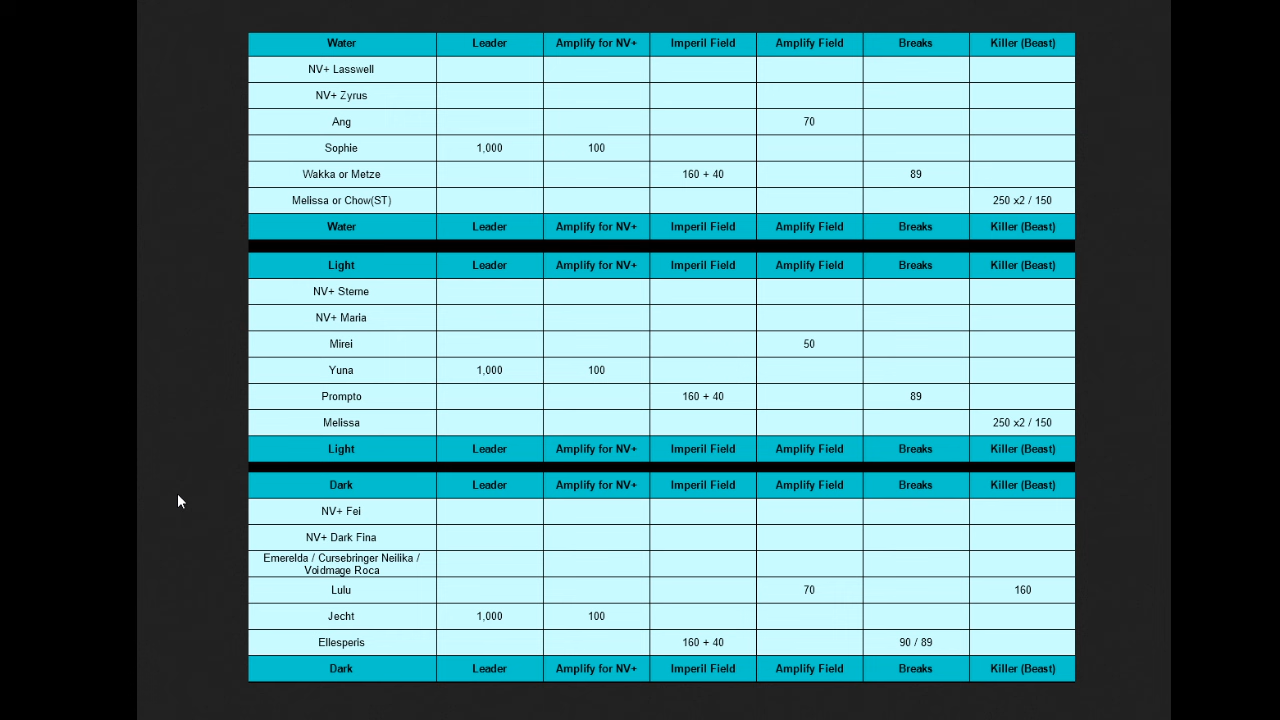 Water Leader Amplify for NV+ Imperil Field Amplify Field Breaks Killer (Beast)
NV+ Lasswell
NV+ Zyrus
Ang 70
Sophie 1,000 100
Wakka or Metze 160 + 40 89
Melissa or Chow(ST) 250 x2 / 150
Water Leader Amplify for NV+ Imperil Field Amplify Field Breaks Killer (Beast)
Light Leader Amplify for NV+ Imperil Field Amplify Field Breaks Killer (Beast)
NV+ Sterne
NV+ Maria
Mirei 50
Yuna 1,000 100
Prompto 160 + 40 89
Melissa 250 x2 / 150
Light Leader Amplify for NV+ Imperil Field Amplify Field Breaks Killer (Beast)
Dark Leader Amplify for NV+ Imperil Field Amplify Field Breaks Killer (Beast)
NV+ Fei
NV+ Dark Fina
Emerelda / Cursebringer Neilika /
Voidmage Roca
Lulu 70 160
Jecht 1,000 100
Ellesperis 160 + 40 90 / 89
Dark Leader Amplify for NV+ Imperil Field Amplify Field Breaks Killer (Beast)